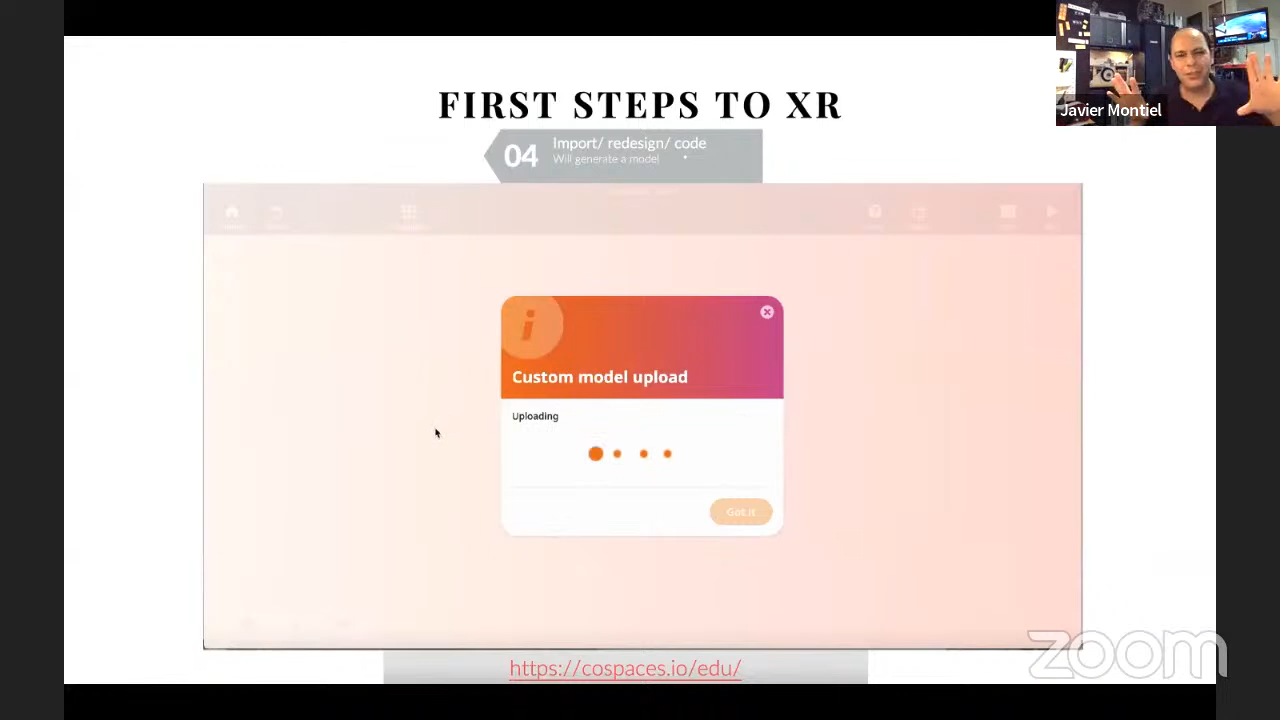 FIRST STEPS TO XR
Javier Montiel
04
Import/ redesign/ code
Will generate a model
i
Custom model upload
Uploading
Got it
https://cospaces.io/edu/
zoom